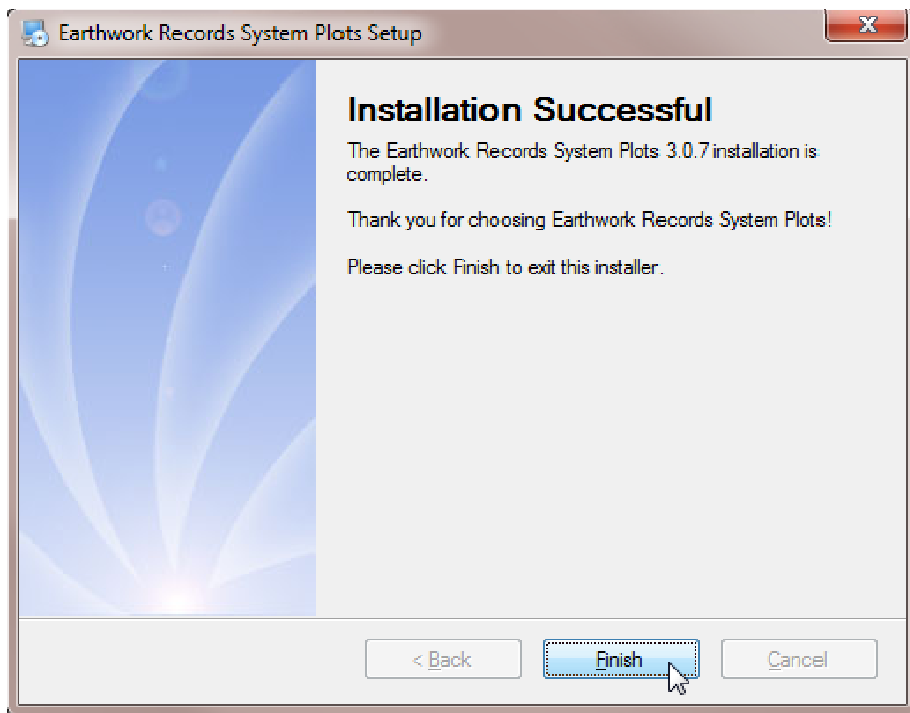 Earthwork Records System Plots Setup
Installation Successful
The Earthwork Records System Plots 3.0.7 installation is
complete.
Thank you for choosing Earthwork Records System Plots!
Please click Finish to exit this installer.
< Back
Finish
Cancel